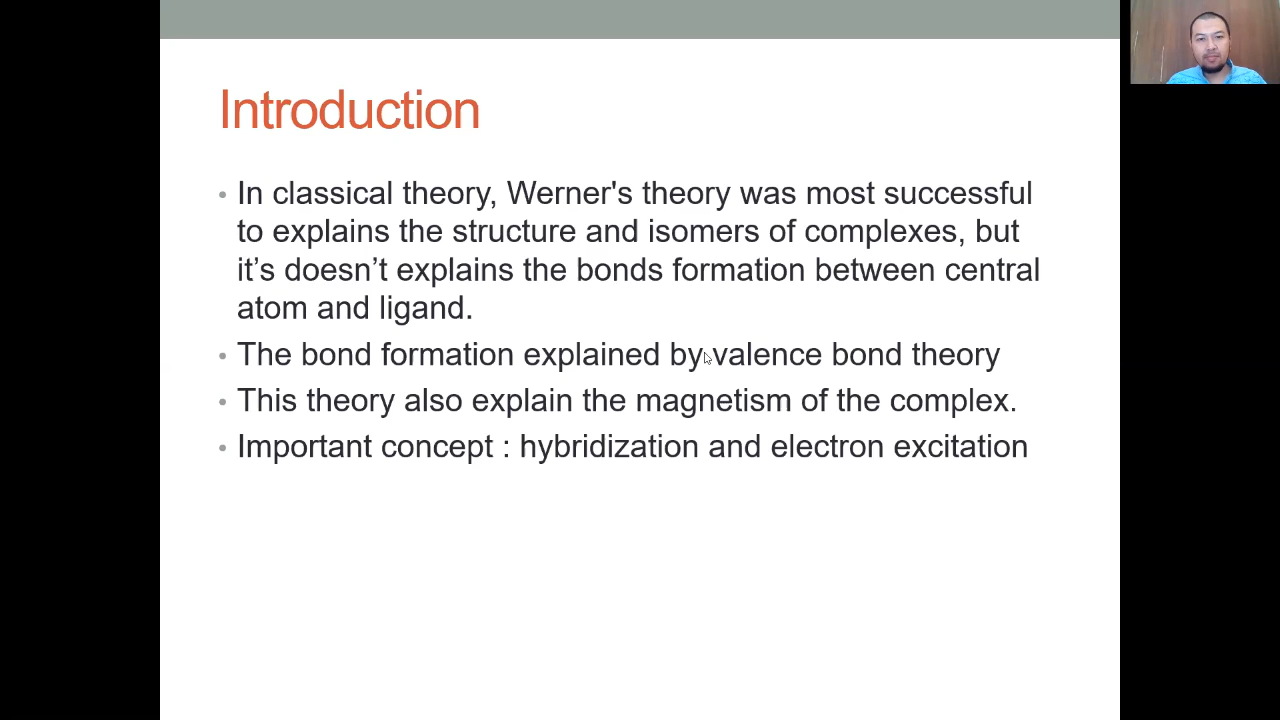 Introduction
• In classical theory, Werner's theory was most successful
to explains the structure and isomers of complexes, but
it’s doesn’t explains the bonds formation between central
atom and ligand.
• The bond formation explained by valence bond theory
• This theory also explain the magnetism of the complex.
• Important concept : hybridization and electron excitation